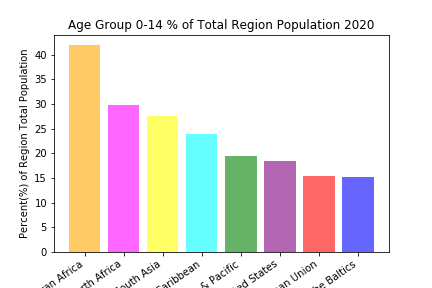 Age Group 0-14 % of Total Region Population 2020
Percent(%) of Region Total Population
40
35
30
25
20
15
10
5
0
an Africa
rth Africa
outh Asia
Caribbean
& Pacific
ed States
an Union
he Baltics